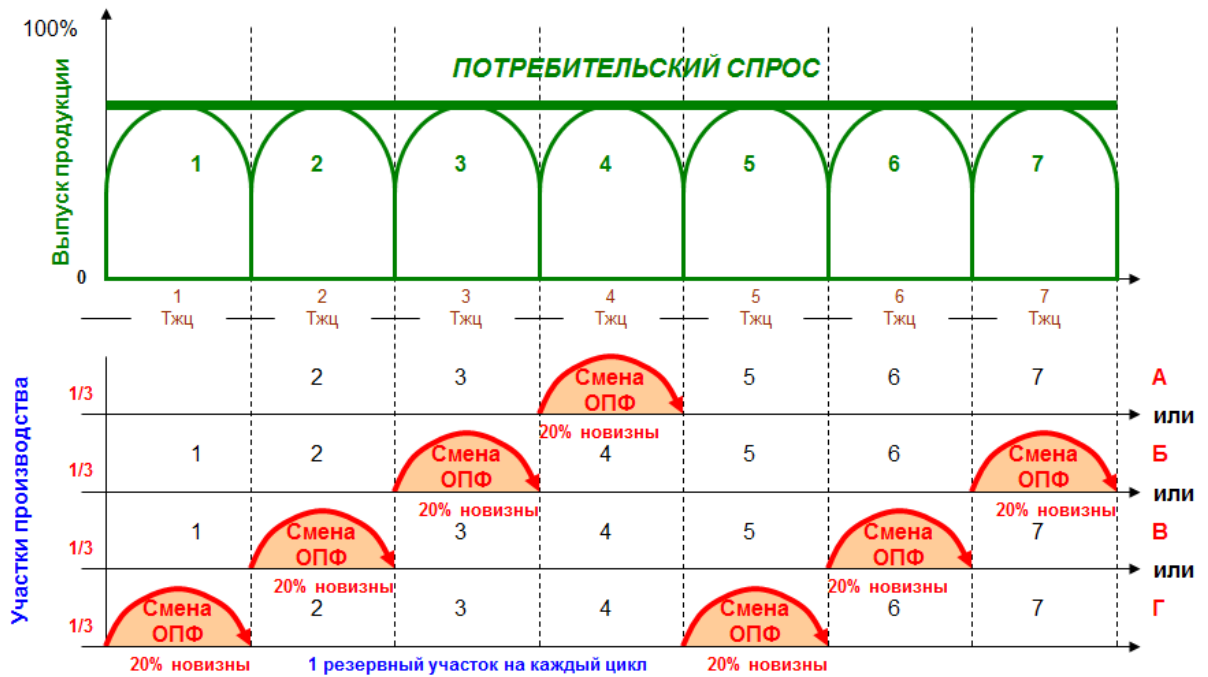 100%
ПОТРЕБИТЕЛЬСКИЙ СПРОС
Выпуск продукции
1 2 3 4 5 6 7
0
1 2 3 4 5 6 7
Тжц Тжц Тжц Тжц Тжц Тжц Тжц
Участки производства
1/3 2 3 Смена ОПФ 5 6 7 А
или
20% новизны
1/3 1 2 Смена ОПФ 4 5 6 Смена ОПФ Б
или
20% новизны 20% новизны
1/3 1 Смена ОПФ 3 4 5 Смена ОПФ 7 В
или
20% новизны 20% новизны
1/3 Смена ОПФ 2 3 4 Смена ОПФ 6 7 Г
20% новизны 1 резервный участок на каждый цикл 20% новизны